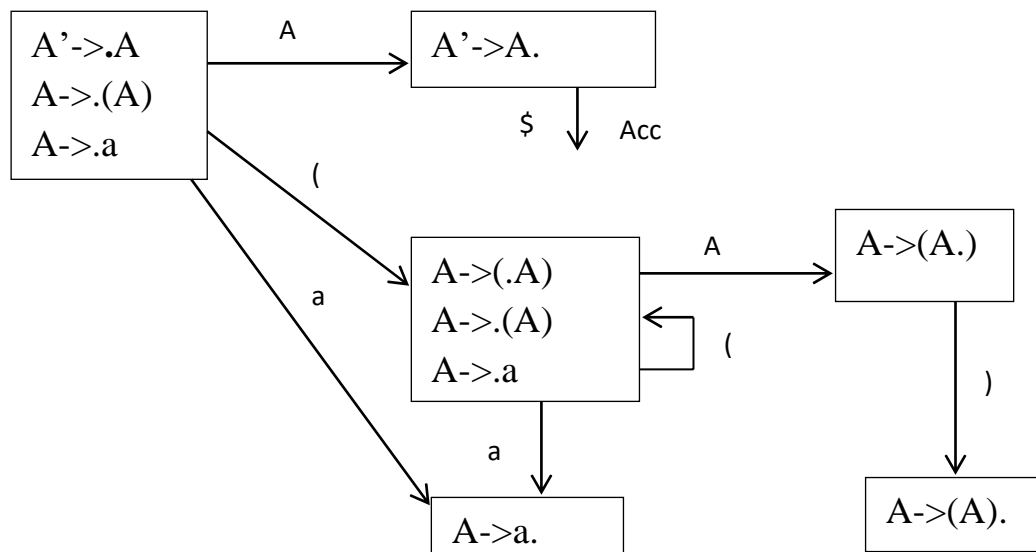 A’->.A
A->.(A)
A->.a
A
A’->A.
$
Acc
(
a
A->(.A)
A->.(A)
A->.a
A
(
A->(A.)
)
a
A->a.
A->(A).